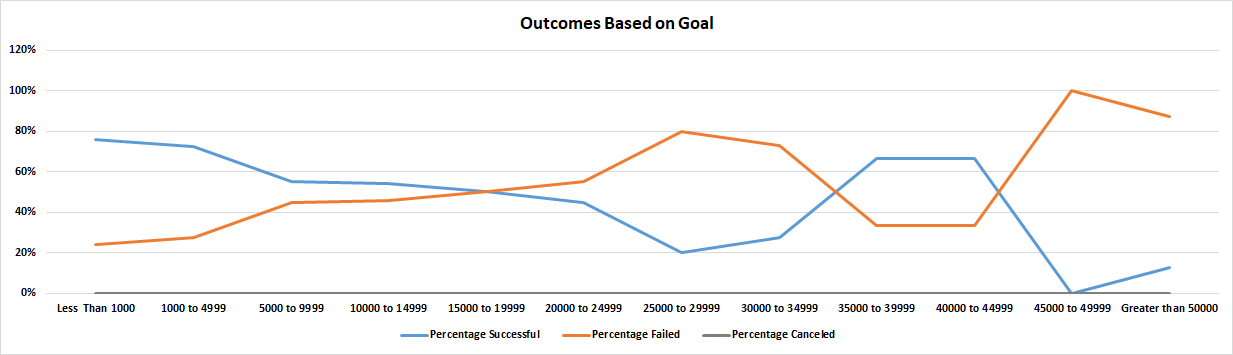 Outcomes Based on Goal
120%
100%
80%
60%
40%
20%
0%
Less Than 1000 1000 to 4999 5000 to 9999 10000 to 14999 15000 to 19999 20000 to 24999 25000 to 29999 30000 to 34999 35000 to 39999 40000 to 44999 45000 to 49999 Greater than 50000
Percentage Successful Percentage Failed Percentage Canceled